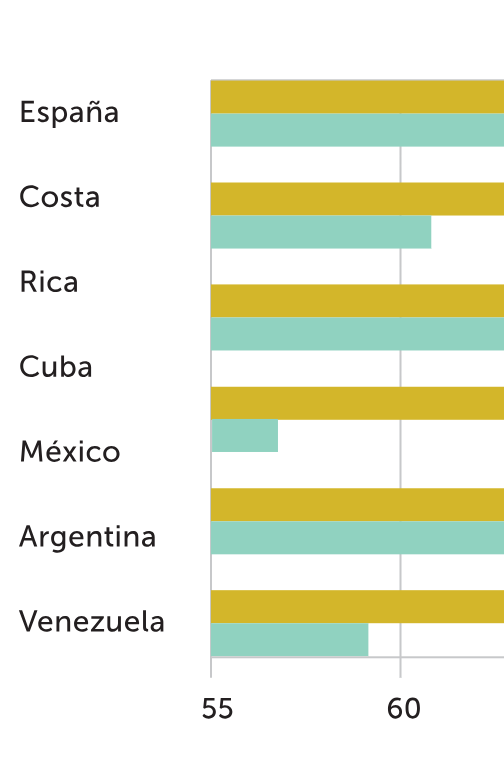 España
Costa
Rica
Cuba
México
Argentina
Venezuela
55
60